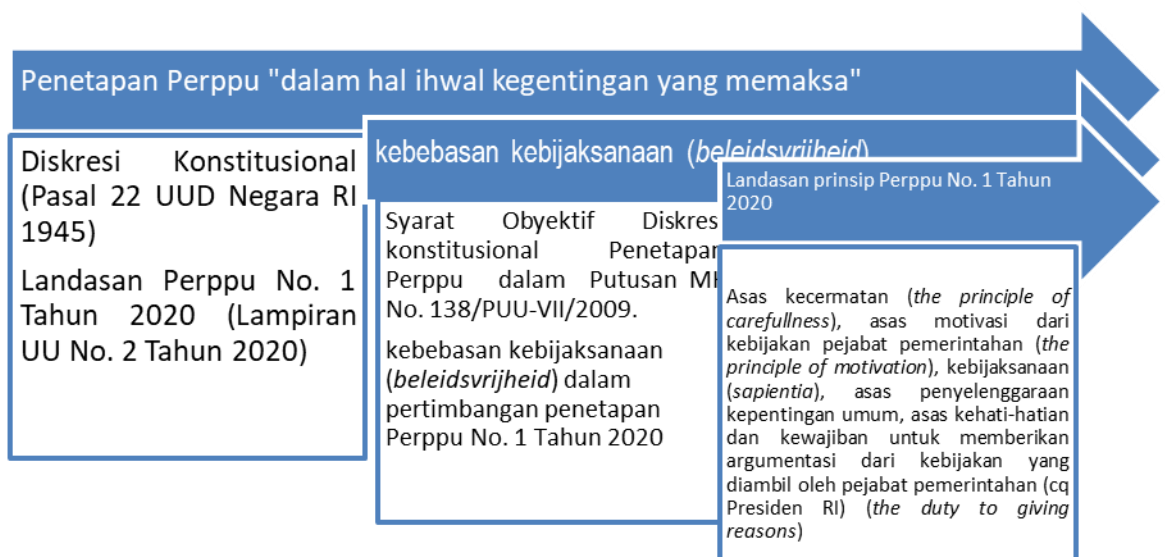 Penetapan Perppu "dalam hal ihwal kegentingan yang memaksa"
Diskresi Konstitusional
(Pasal 22 UUD Negara RI
1945)
Landasan Perppu No. 1
Tahun 2020 (Lampiran
UU No. 2 Tahun 2020)
kebebasan kebijaksanaan (beleidsvrijheid)
Syarat Obyektif Diskres
konstitusional Penetapan
Perppu dalam Putusan MK
No. 138/PUU-VII/2009.
kebebasan kebijaksanaan
(beleidsvrijheid) dalam
pertimbangan penetapan
Perppu No. 1 Tahun 2020
Landasan prinsip Perppu No. 1 Tahun
2020
Asas kecermatan (the principle of
carefullness), asas motivasi dari
kebijakan pejabat pemerintahan (the
principle of motivation), kebijaksanaan
(sapientia), asas penyelenggaraan
kepentingan umum, asas kehati-hatian
dan kewajiban untuk memberikan
argumentasi dari kebijakan yang
diambil oleh pejabat pemerintahan (cq
Presiden RI) (the duty to giving
reasons)